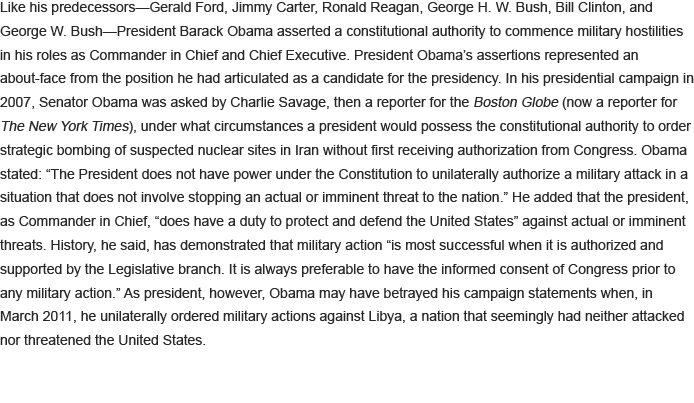 Like his predecessors—Gerald Ford, Jimmy Carter, Ronald Reagan, George H. W. Bush, Bill Clinton, and
George W. Bush—President Barack Obama asserted a constitutional authority to commence military hostilities
in his roles as Commander in Chief and Chief Executive. President Obama’s assertions represented an
about-face from the position he had articulated as a candidate for the presidency. In his presidential campaign in
2007, Senator Obama was asked by Charlie Savage, then a reporter for the Boston Globe (now a reporter for
The New York Times), under what circumstances a president would possess the constitutional authority to order
strategic bombing of suspected nuclear sites in Iran without first receiving authorization from Congress. Obama
stated: “The President does not have power under the Constitution to unilaterally authorize a military attack in a
situation that does not involve stopping an actual or imminent threat to the nation.” He added that the president,
as Commander in Chief, “does have a duty to protect and defend the United States” against actual or imminent
threats. History, he said, has demonstrated that military action “is most successful when it is authorized and
supported by the Legislative branch. It is always preferable to have the informed consent of Congress prior to
any military action.” As president, however, Obama may have betrayed his campaign statements when, in
March 2011, he unilaterally ordered military actions against Libya, a nation that seemingly had neither attacked
nor threatened the United States.